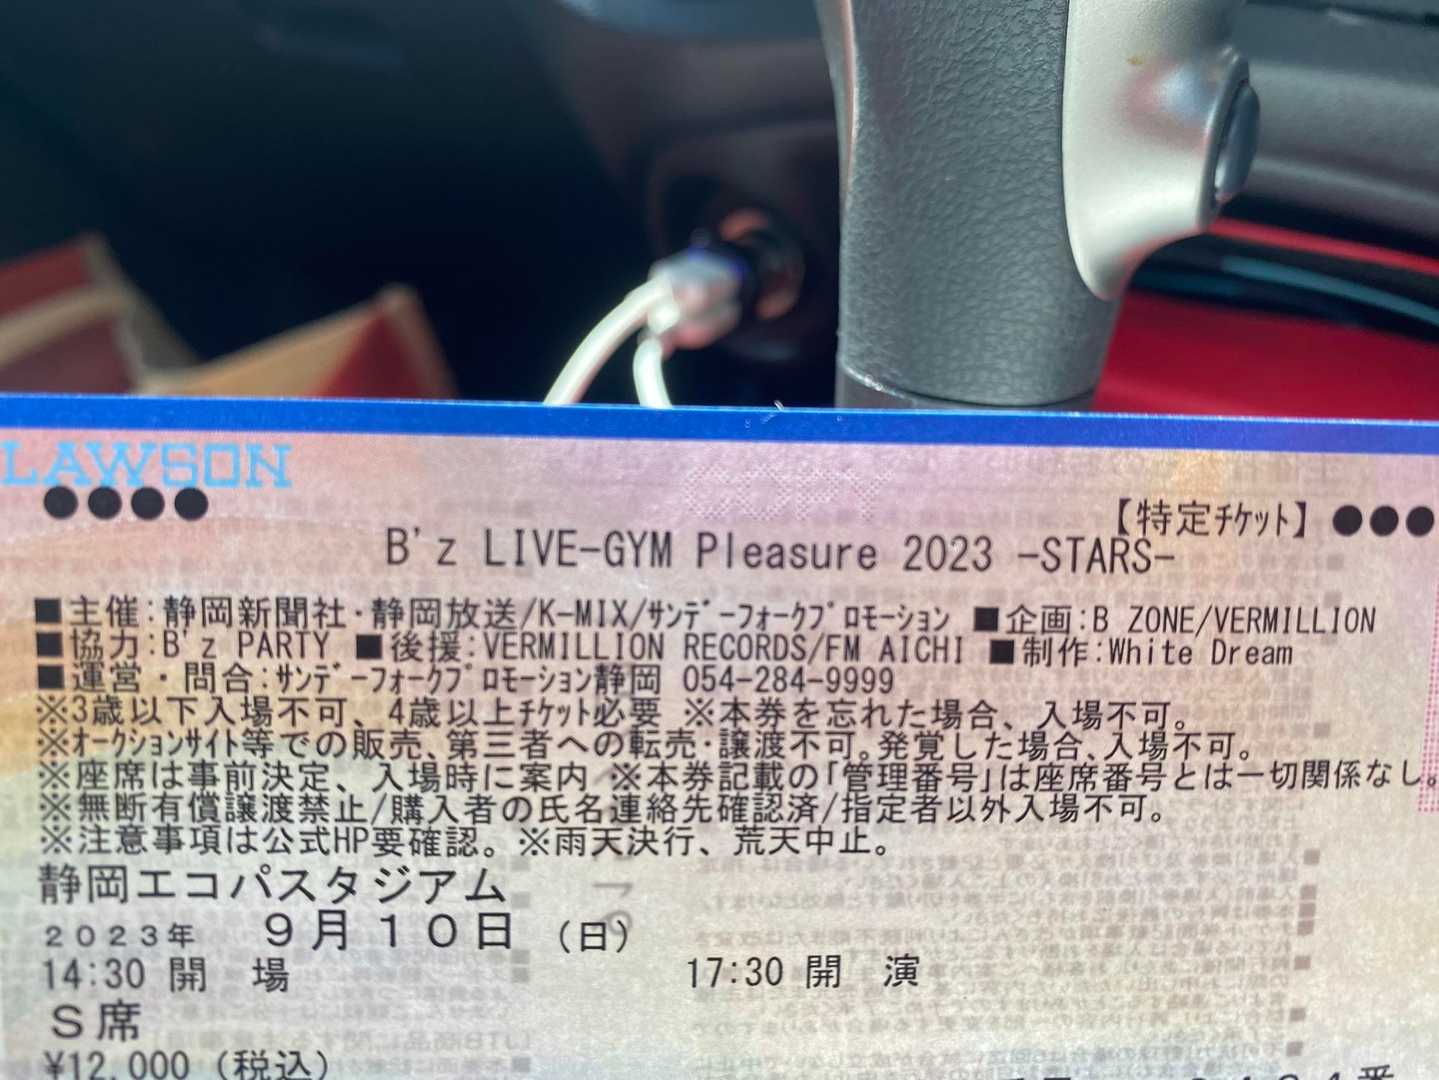 LAWSON
●●●●
【特定ﾁｹｯﾄ】●●●
B'z LIVE-GYM Pleasure 2023 -STARS-
■主催:静岡新聞社･静岡放送/K-MIX/ｻﾝﾃﾞｰﾌｫｰｸﾌﾟﾛﾓｰｼｮﾝ ■企画:B ZONE/VERMILLION
■協力:B'z PARTY ■後援:VERMILLION RECORDS/FM AICHI ■制作:White Dream
■運営・問合:ｻﾝﾃﾞｰﾌｫｰｸﾌﾟﾛﾓｰｼｮﾝ静岡 054-284-9999
※3歳以下入場不可、4歳以上ﾁｹｯﾄ必要 ※本券を忘れた場合、入場不可。
※ｵｰｸｼｮﾝｻｲﾄ等での販売､第三者への転売･譲渡不可｡発覚した場合､入場不可。
※座席は事前決定、入場時に案内 ※本券記載の｢管理番号｣は座席番号とは一切関係なし。
※無断有償譲渡禁止/購入者の氏名連絡先確認済/指定者以外入場不可。
※注意事項は公式HP要確認。※雨天決行、荒天中止。
静岡エコパスタジアム
２０２３年　９月１０日（日）
14:30 開　場　17:30 開　演
Ｓ席
¥12,000 (税込)